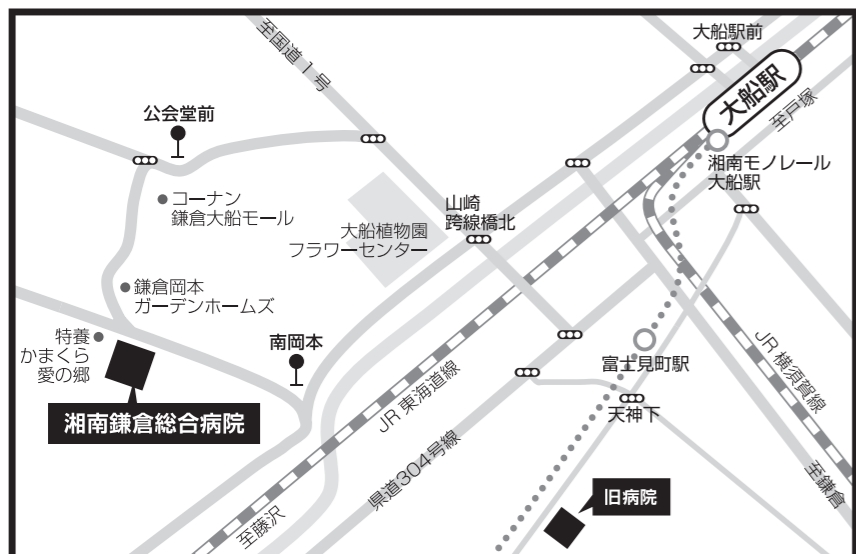 大船駅前
至国道1号
大船駅
至戸塚
公会堂前
湘南モノレール
大船駅
コーナン
鎌倉大船モール
山崎
跨線橋北
大船植物園
フラワーセンター
鎌倉岡本
ガーデンホームズ
特養
かまくら
愛の郷
南岡本
富士見町駅
JR東海道線
JR横須賀線
湘南鎌倉総合病院
天神下
県道304号線
至鎌倉
旧病院
至藤沢